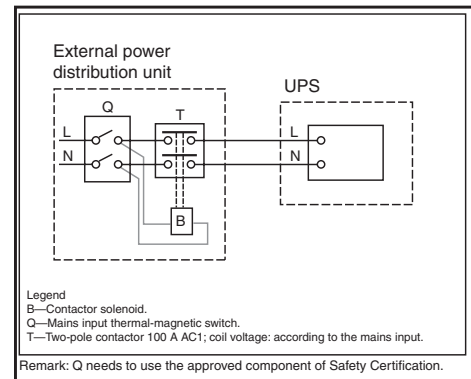 External power
distribution unit
UPS
Q
T
L
L
N
N
B
Legend
B—Contactor solenoid.
Q—Mains input thermal-magnetic switch.
T—Two-pole contactor 100 A AC1; coil voltage: according to the mains input.
Remark: Q needs to use the approved component of Safety Certification.